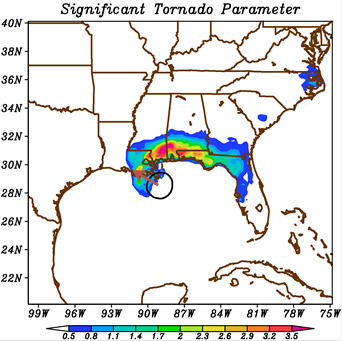 Significant Tornado Parameter
40N
38N
36N
34N
32N
30N
28N
26N
24N
22N
99W 96W 93W 90W 87W 84W 81W 78W 75W
0.5 0.8 1.1 1.4 1.7 2 2.3 2.6 2.9 3.2 3.5